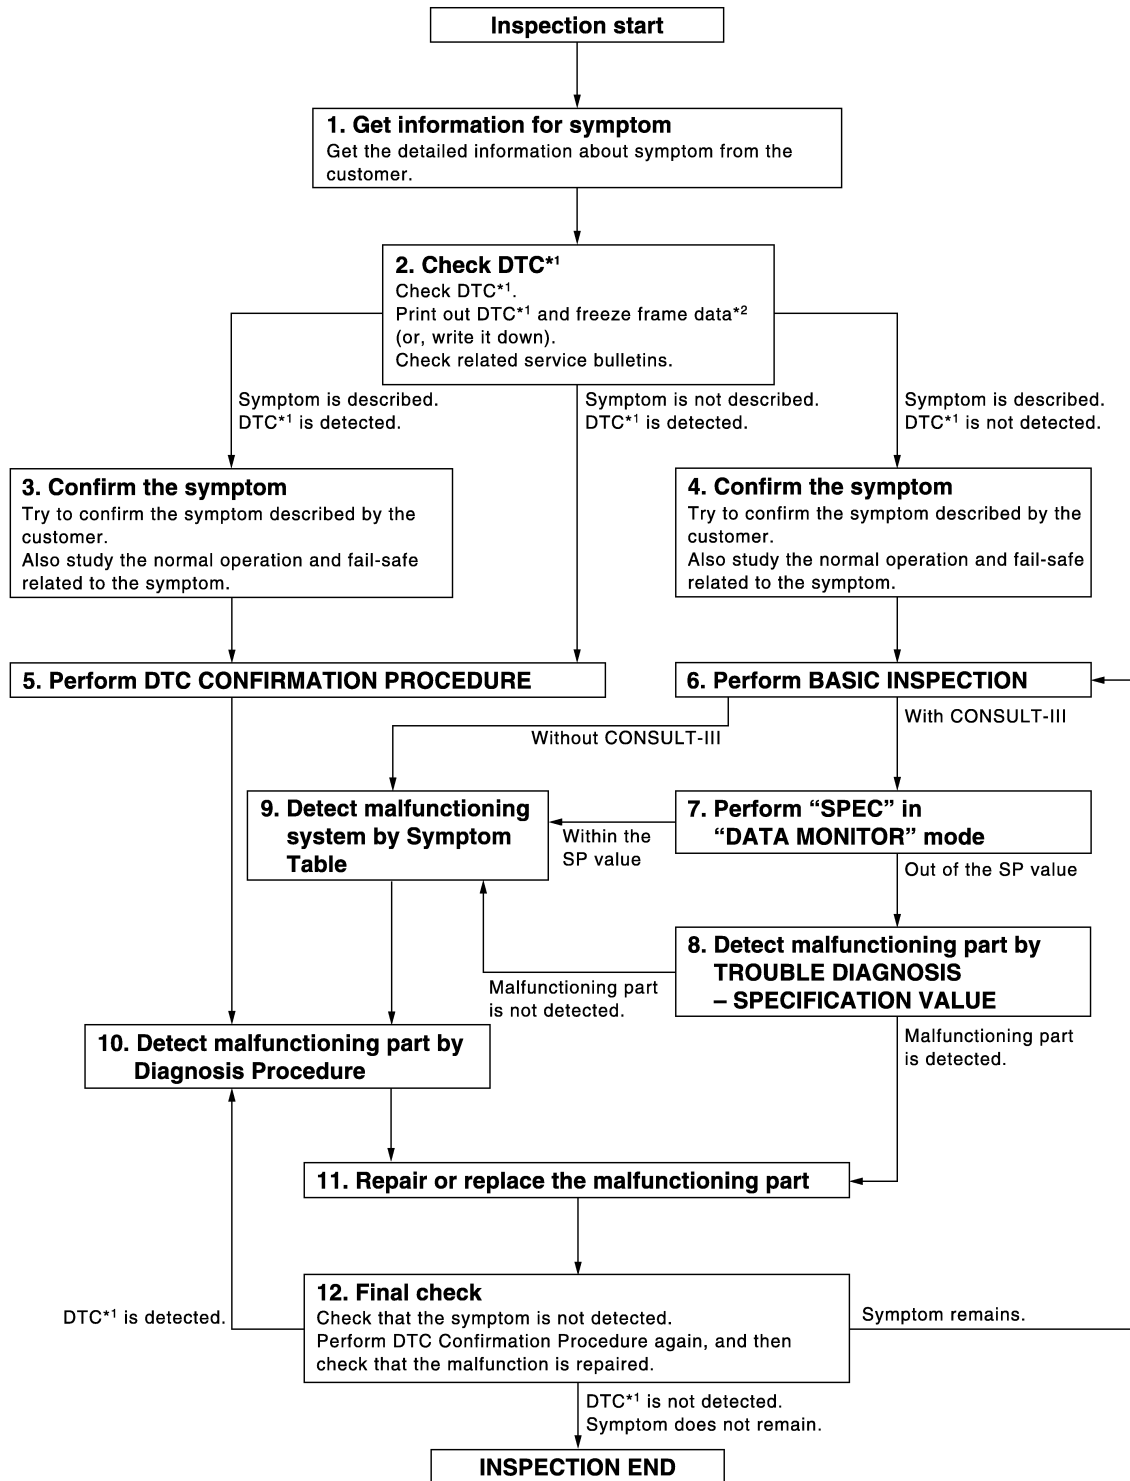 Inspection start
1. Get information for symptom
Get the detailed information about symptom from the
customer.
2. Check DTC*1
Check DTC*1.
Print out DTC*1 and freeze frame data*2
(or, write it down).
Check related service bulletins.
Symptom is described.
DTC*1 is detected.
Symptom is not described.
DTC*1 is detected.
Symptom is described.
DTC*1 is not detected.
3. Confirm the symptom
Try to confirm the symptom described by the
customer.
Also study the normal operation and fail-safe
related to the symptom.
4. Confirm the symptom
Try to confirm the symptom described by the
customer.
Also study the normal operation and fail-safe
related to the symptom.
5. Perform DTC CONFIRMATION PROCEDURE
6. Perform BASIC INSPECTION
Without CONSULT-III
With CONSULT-III
9. Detect malfunctioning
system by Symptom
Table
Within the
SP value
7. Perform “SPEC” in
“DATA MONITOR” mode
Out of the SP value
8. Detect malfunctioning part by
TROUBLE DIAGNOSIS
– SPECIFICATION VALUE
Malfunctioning part
is not detected.
Malfunctioning part
is detected.
10. Detect malfunctioning part by
Diagnosis Procedure
11. Repair or replace the malfunctioning part
DTC*1 is detected.
12. Final check
Check that the symptom is not detected.
Perform DTC Confirmation Procedure again, and then
check that the malfunction is repaired.
Symptom remains.
DTC*1 is not detected.
Symptom does not remain.
INSPECTION END